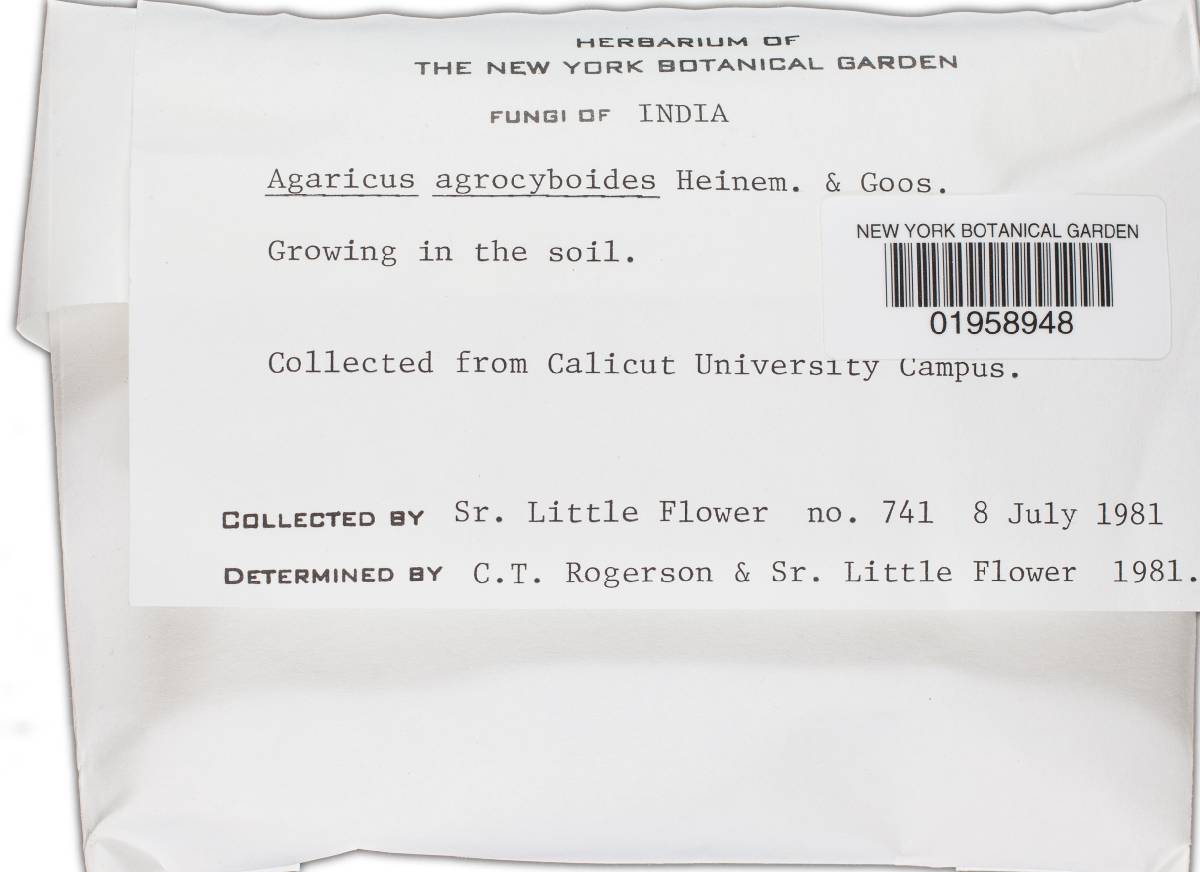 HERBARIUM OF
THE NEW YORK BOTANICAL GARDEN
FUNGI OF INDIA
Agaricus agrocyboides Heinem. & Goos.
NEW YORK BOTANICAL GARDEN
01958948
Growing in the soil.
Collected from Calicut University Campus.
COLLECTED BY Sr. Little Flower no. 741 8 July 1981
DETERMINED BY C.T. Rogerson & Sr. Little Flower 1981.